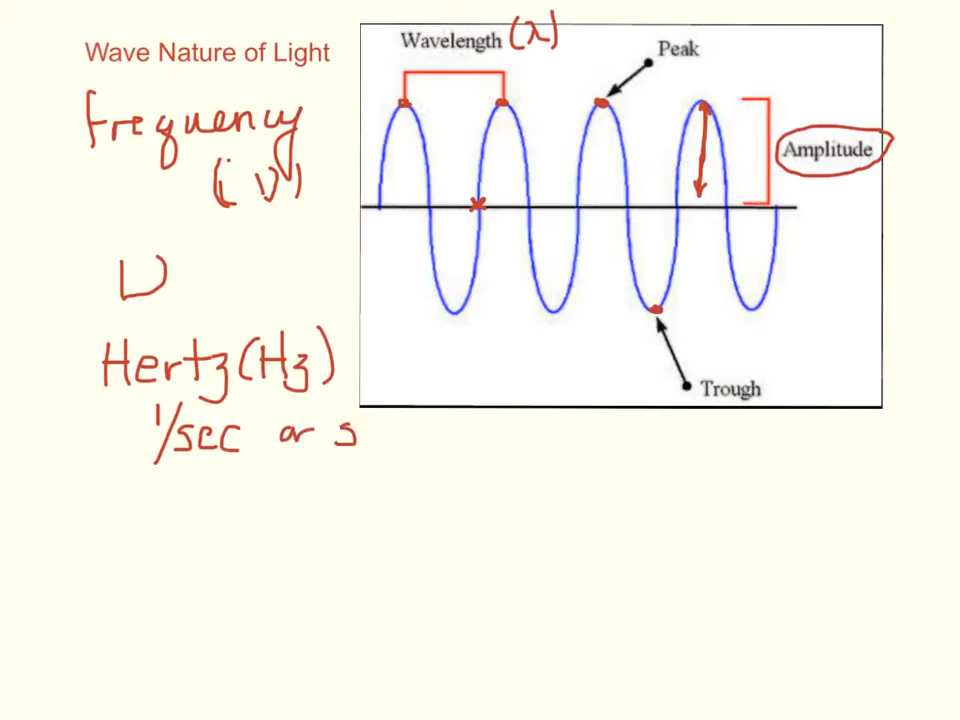 Wavelength (λ)
Wave Nature of Light
Peak
Frequency
(ν)
Amplitude
ν
Hertz (Hz)
Trough
1/sec or s